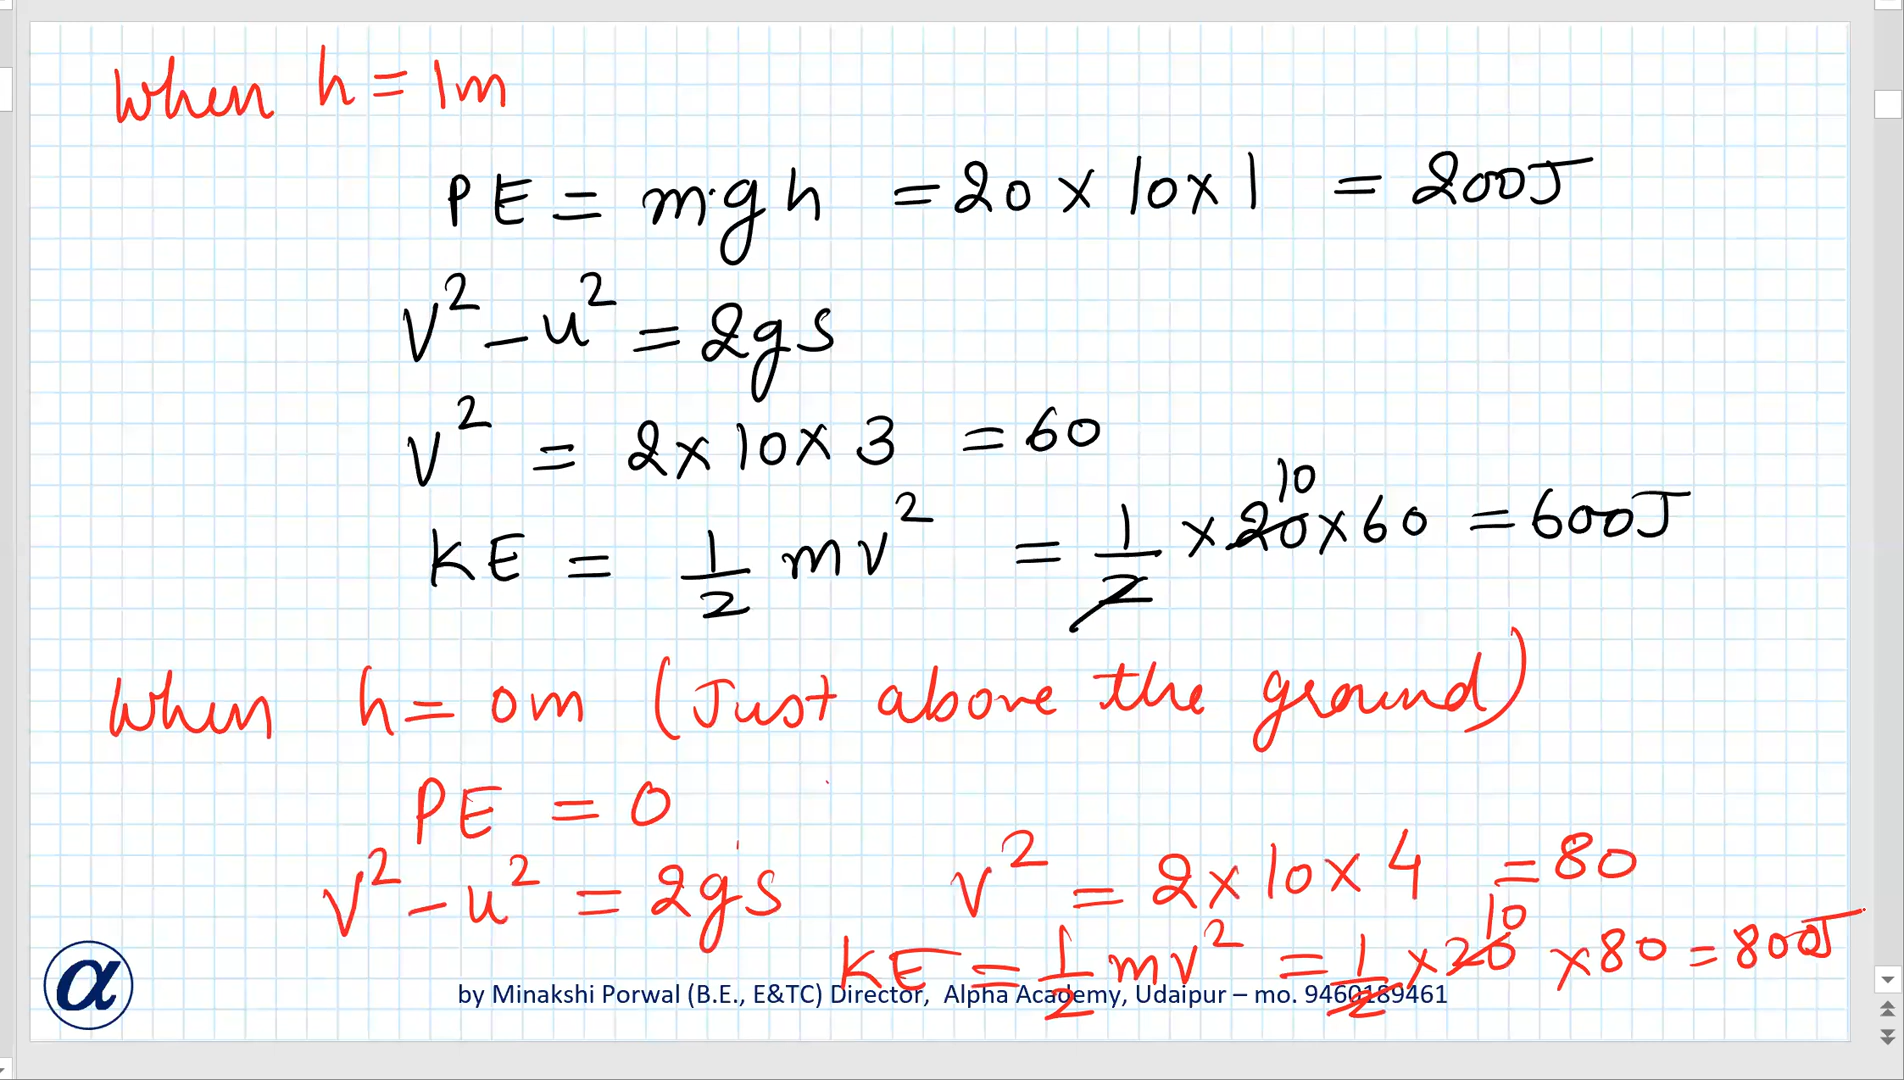 When h = 1m
PE = m·gh = 20 × 10 × 1 = 200J
V² - u² = 2gs
V² = 2 × 10 × 3 = 60
10
KE = 1/2 mv² = 1/2 × 20 × 60 = 600J
When h = 0m (Just above the ground)
PE = 0
V² - u² = 2gs V² = 2 × 10 × 4 = 80
10
KE = 1/2 mv² = 1/2 × 20 × 80 = 800J
α
by Minakshi Porwal (B.E., E&TC) Director, Alpha Academy, Udaipur – mo. 9460189461